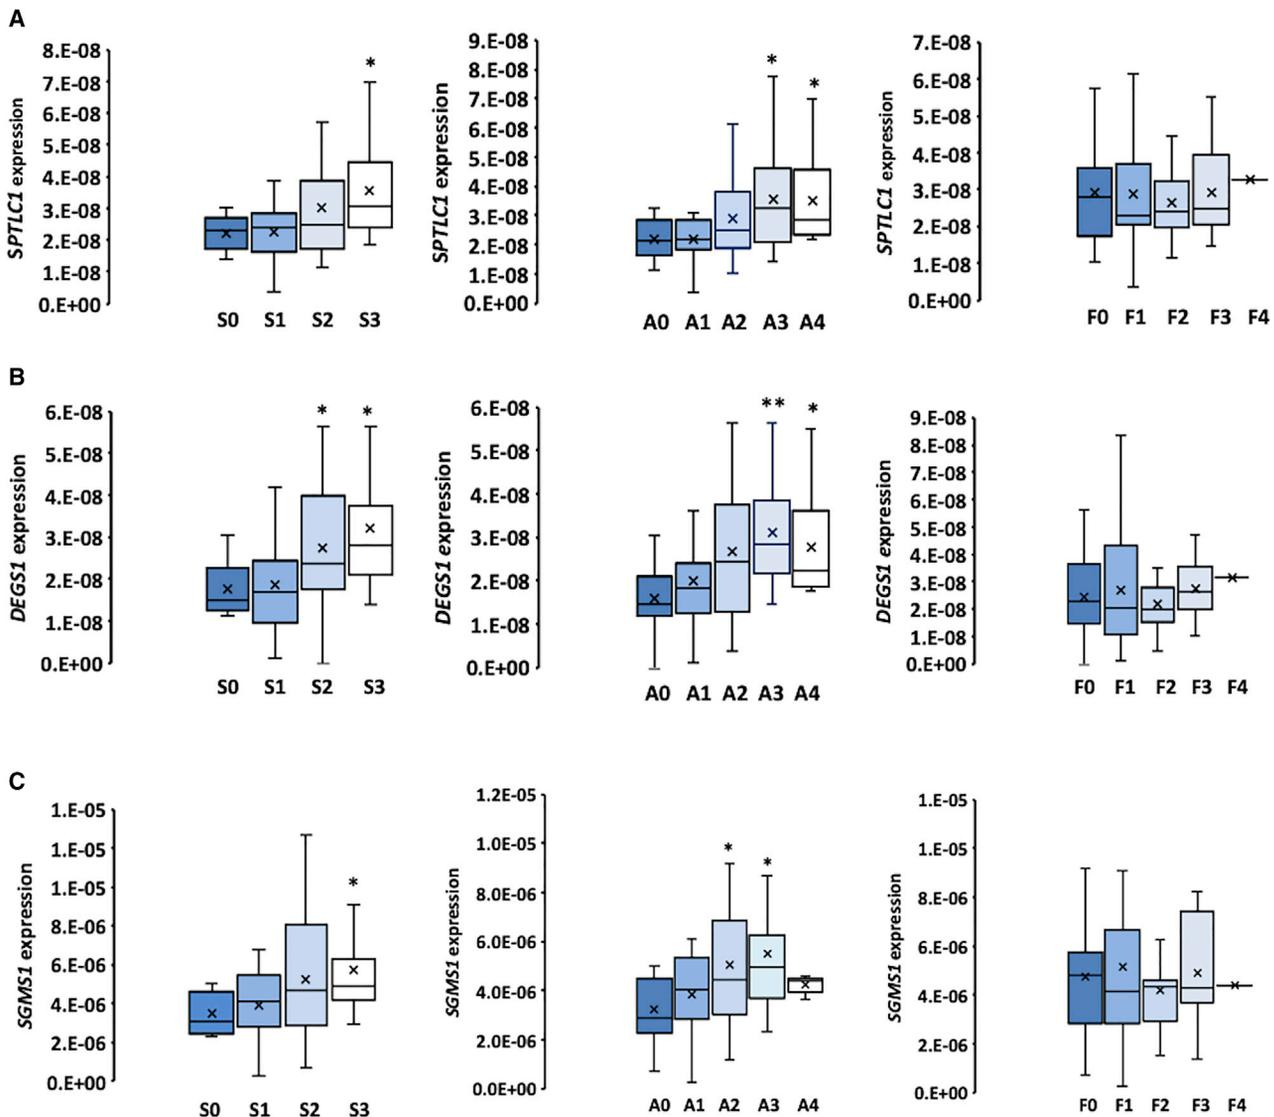 A
SPTLC1 expression
8.E-08
7.E-08
6.E-08
5.E-08
4.E-08
3.E-08
2.E-08
1.E-08
0.E+00
*
S0 S1 S2 S3
SPTLC1 expression
9.E-08
8.E-08
7.E-08
6.E-08
5.E-08
4.E-08
3.E-08
2.E-08
1.E-08
0.E+00
*
*
A0 A1 A2 A3 A4
SPTLC1 expression
7.E-08
6.E-08
5.E-08
4.E-08
3.E-08
2.E-08
1.E-08
0.E+00
F0 F1 F2 F3 F4
B
DEGS1 expression
6.E-08
5.E-08
4.E-08
3.E-08
2.E-08
1.E-08
0.E+00
* *
S0 S1 S2 S3
DEGS1 expression
6.E-08
5.E-08
4.E-08
3.E-08
2.E-08
1.E-08
0.E+00
** *
A0 A1 A2 A3 A4
DEGS1 expression
9.E-08
8.E-08
7.E-08
6.E-08
5.E-08
4.E-08
3.E-08
2.E-08
1.E-08
0.E+00
F0 F1 F2 F3 F4
C
SGMS1 expression
1.E-05
1.E-05
1.E-05
8.E-06
6.E-06
4.E-06
2.E-06
0.E+00
*
S0 S1 S2 S3
SGMS1 expression
1.2E-05
1.0E-05
8.0E-06
6.0E-06
4.0E-06
2.0E-06
0.0E+00
*
*
A0 A1 A2 A3 A4
SGMS1 expression
1.E-05
1.E-05
8.E-06
6.E-06
4.E-06
2.E-06
0.E+00
F0 F1 F2 F3 F4